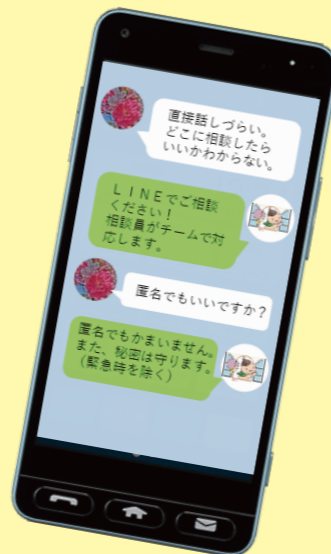 直接話しづらい。
どこに相談したら
いいかわからない。
ＬＩＮＥでご相談
ください！
相談員がチームで対
応します。
匿名でもいいですか？
匿名でもかまいません。
また、秘密は守ります。
（緊急時を除く）